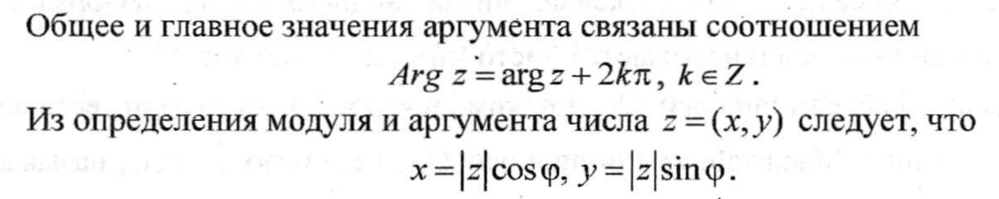 Общее и главное значения аргумента связаны соотношением
Arg z = arg z + 2kπ, k ∈ Z.
Из определения модуля и аргумента числа z = (x, y) следует, что
x = |z| cos φ, y = |z| sin φ.